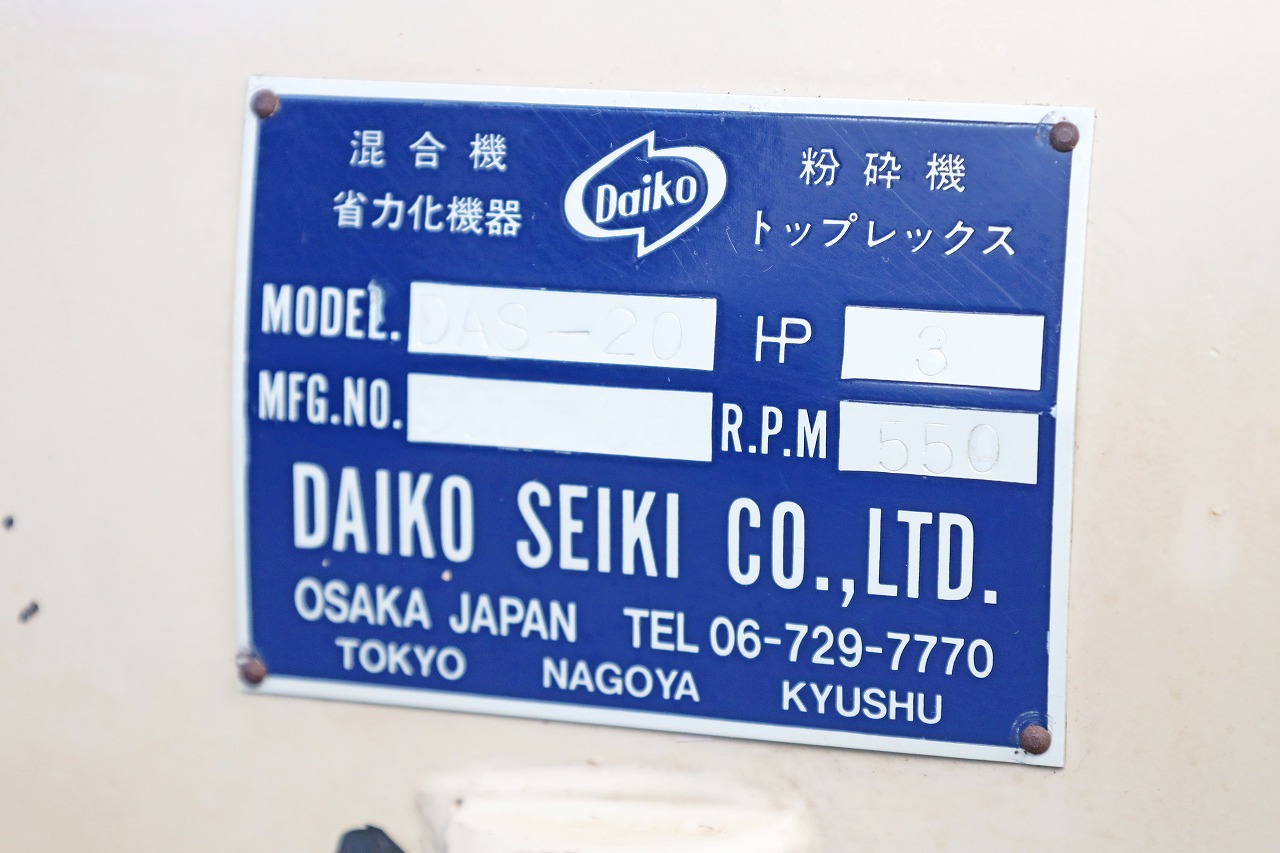 混合機
省力化機器
Daiko
粉砕機
トップレックス
MODEL. DAS-20 HP 3
MFG.NO. R.P.M 550
DAIKO SEIKI CO.,LTD.
OSAKA JAPAN TEL 06-729-7770
TOKYO NAGOYA KYUSHU